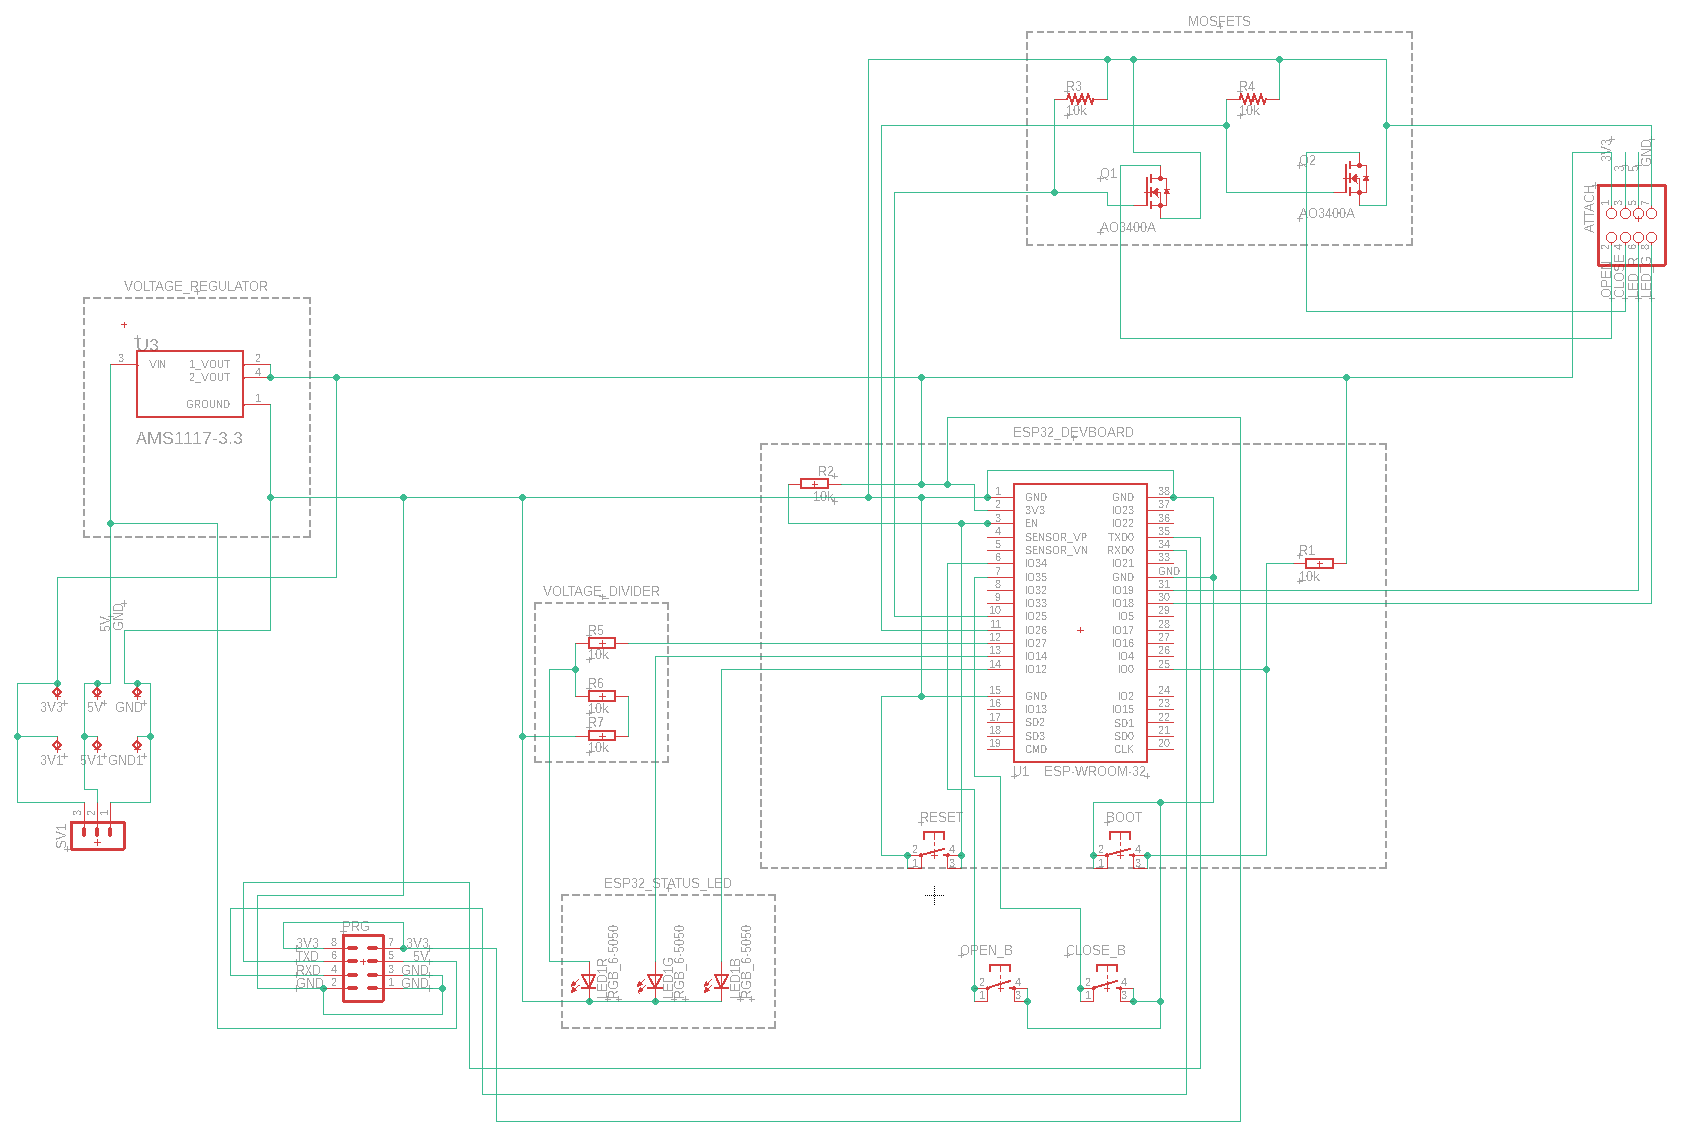 MOSFETS
R3
10k
R4
10k
Q1
AO3400A
Q2
AO3400A
3V3
3
5
GND
ATTACH
1
3
5
7
2
4
6
8
OPEN
CLOSE
LED_R
LED_G
VOLTAGE_REGULATOR
U3
3
VIN
1_VOUT
2
2_VOUT
4
GROUND
1
AMS1117-3.3
ESP32_DEVBOARD
R2
10k
R1
10k
1 GND
2 3V3
3 EN
4 SENSOR_VP
5 SENSOR_VN
6 IO34
7 IO35
8 IO32
9 IO33
10 IO25
11 IO26
12 IO27
13 IO14
14 IO12
15 GND
16 IO13
17 SD2
18 SD3
19 CMD
GND 38
IO23 37
IO22 36
TXD0 35
RXD0 34
IO21 33
GND GND
IO19 31
IO18 30
IO5 29
IO17 28
IO16 27
IO4 26
IO0 25
IO2 24
IO15 23
SD1 22
SD0 21
CLK 20
U1 ESP-WROOM-32
RESET
2 4
1 3
BOOT
2 4
1 3
VOLTAGE_DIVIDER
R5
10k
R6
10k
R7
10k
5V
GND
3V3 5V GND
3V1 5V1 GND1
3 2 1
SV1
ESP32_STATUS_LED
LED1R
RGB_6-5050
LED1G
RGB_6-5050
LED1B
RGB_6-5050
PRG
3V3 8 7 3V3
TXD 6 5 5V
RXD 4 3 GND
GND 2 1 GND
OPEN_B
2 4
1 3
CLOSE_B
2 4
1 3